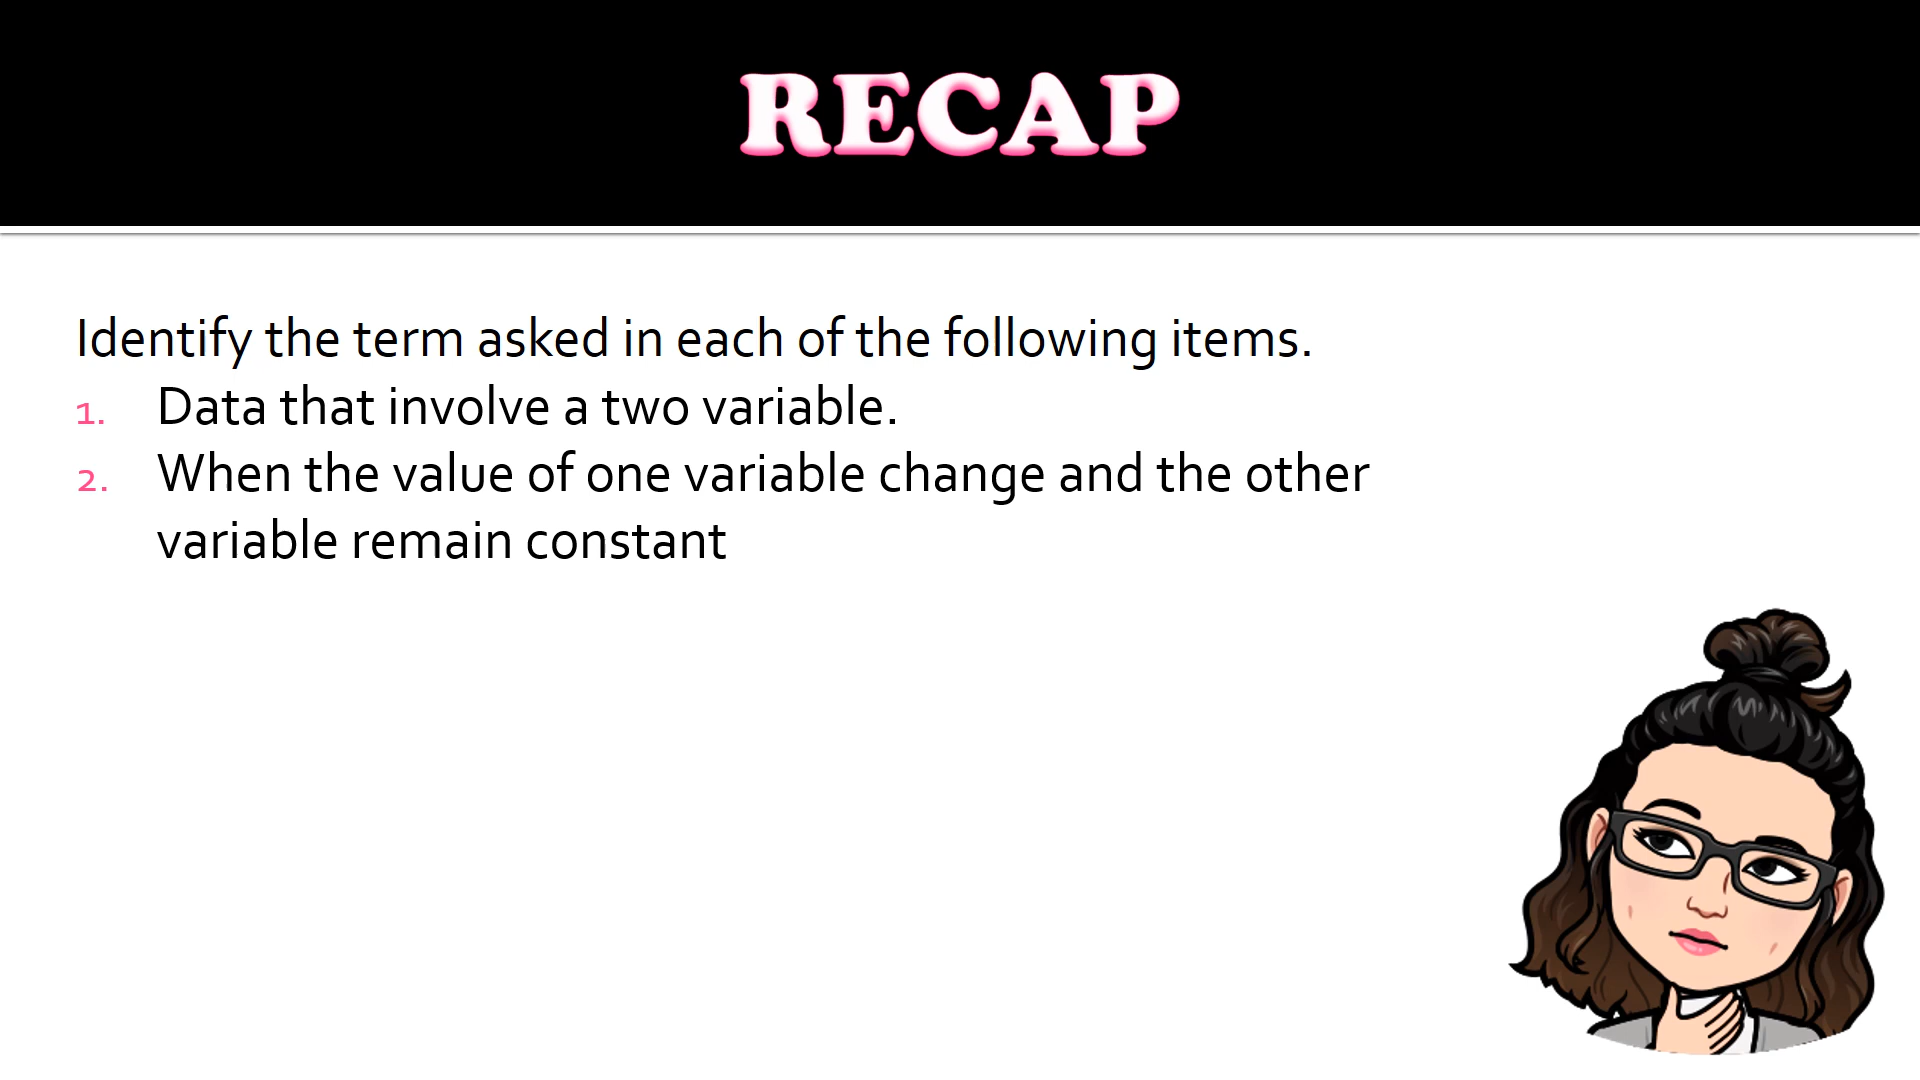 RECAP
Identify the term asked in each of the following items.
1. Data that involve a two variable.
2. When the value of one variable change and the other
variable remain constant